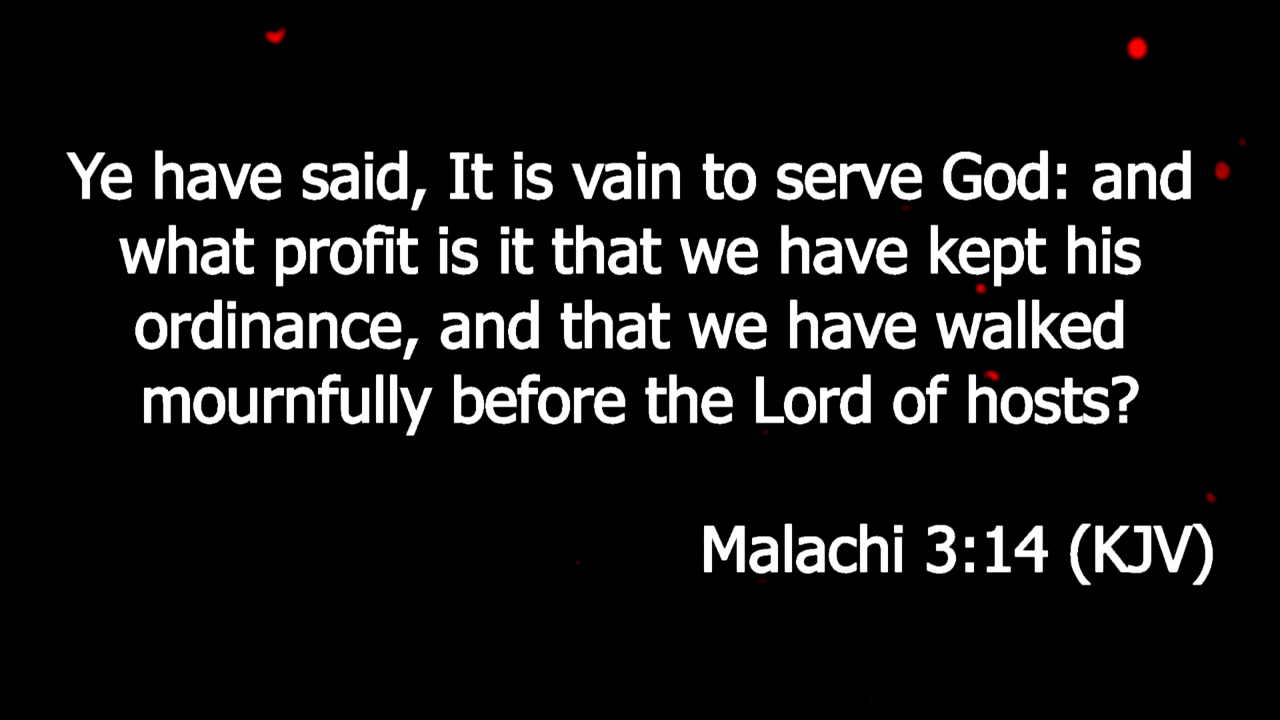 Ye have said, It is vain to serve God: and
what profit is it that we have kept his
ordinance, and that we have walked
mournfully before the Lord of hosts?
Malachi 3:14 (KJV)